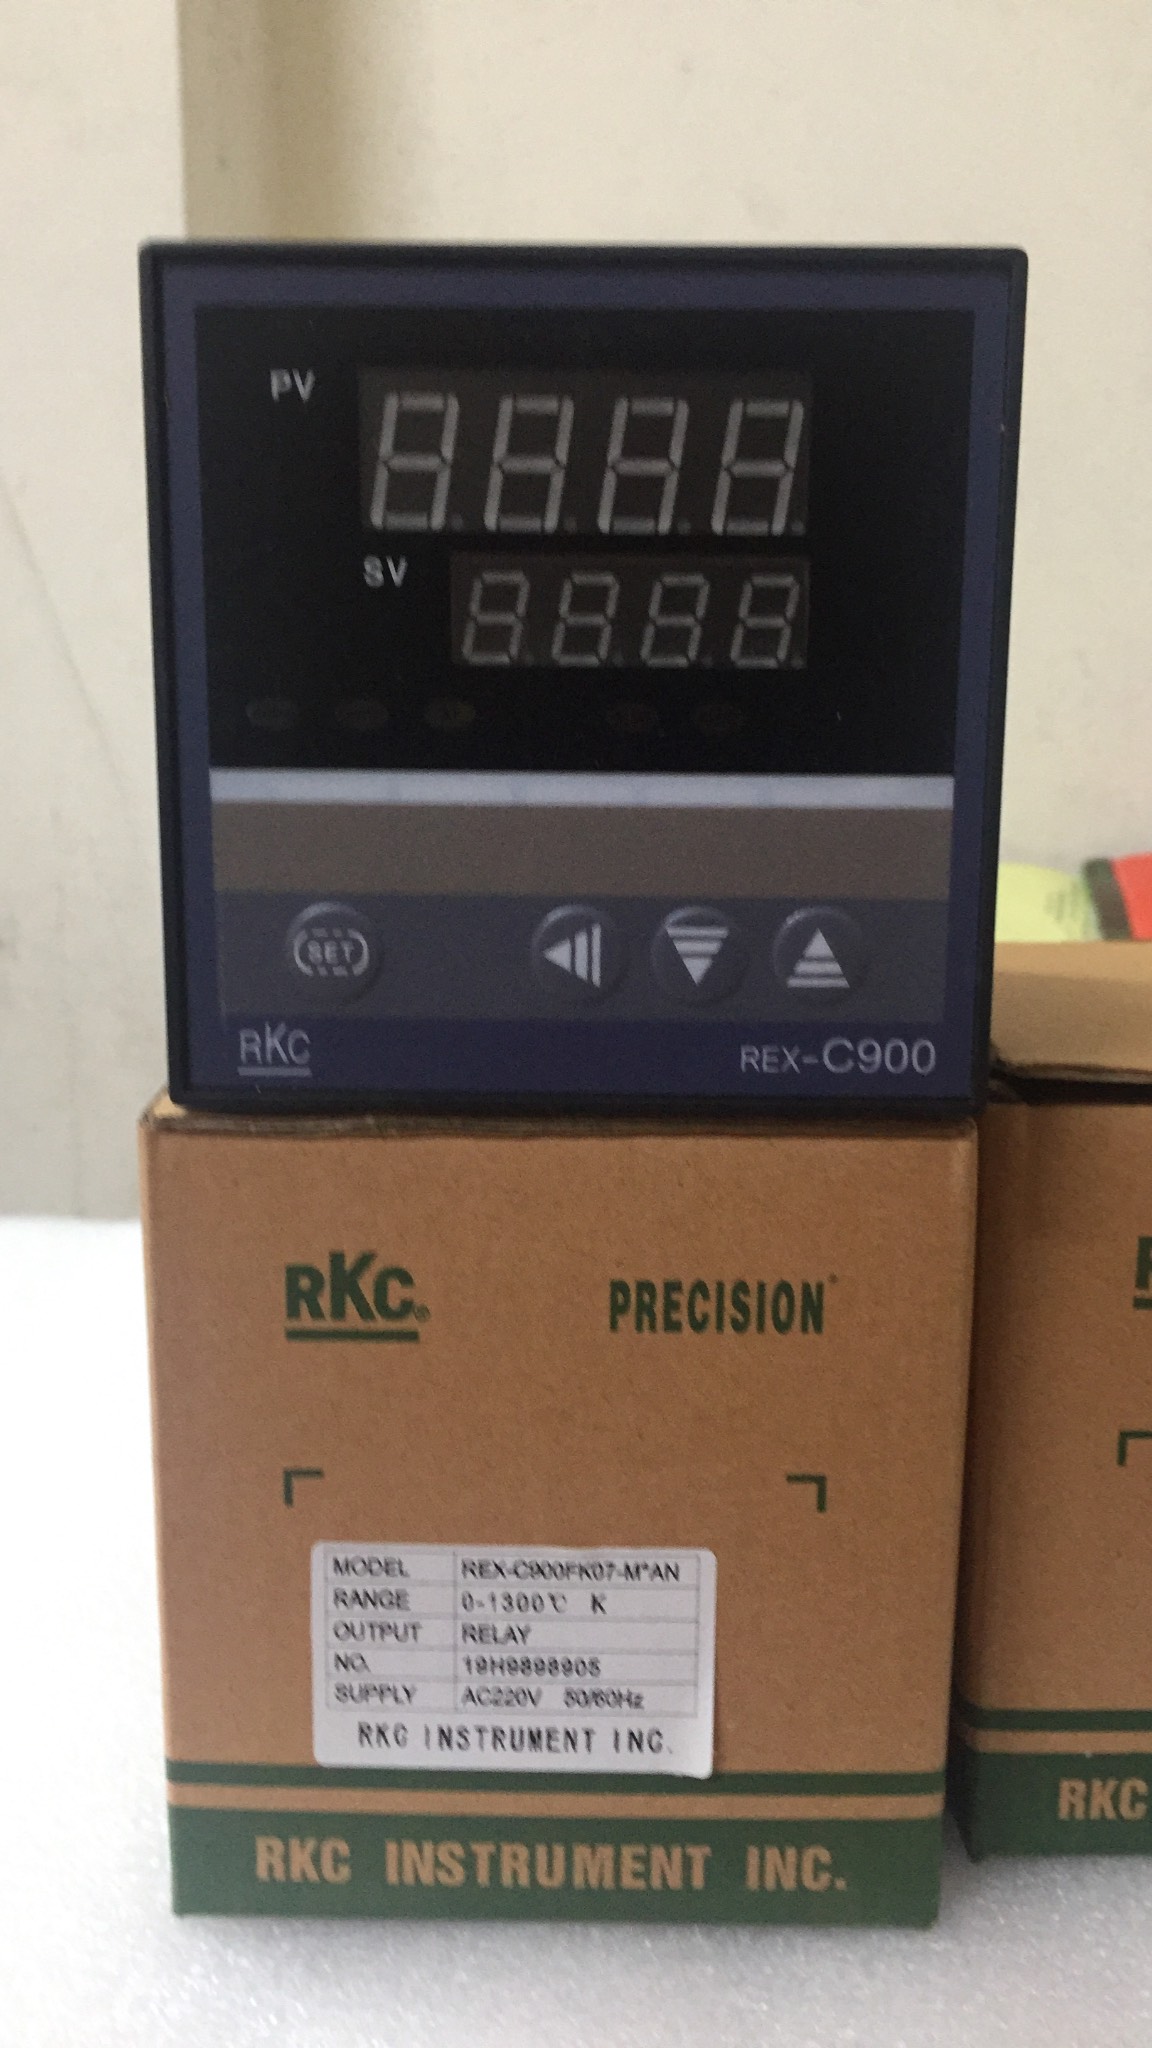 PV
SV
SET
RKC
REX-C900
RKC®
PRECISION
MODEL REX-C900FK07-M*AN
RANGE 0-1300℃ K
OUTPUT RELAY
NO. 19H9898905
SUPPLY AC220V 50/60Hz
RKC INSTRUMENT INC.
RKC INSTRUMENT INC.
RKC